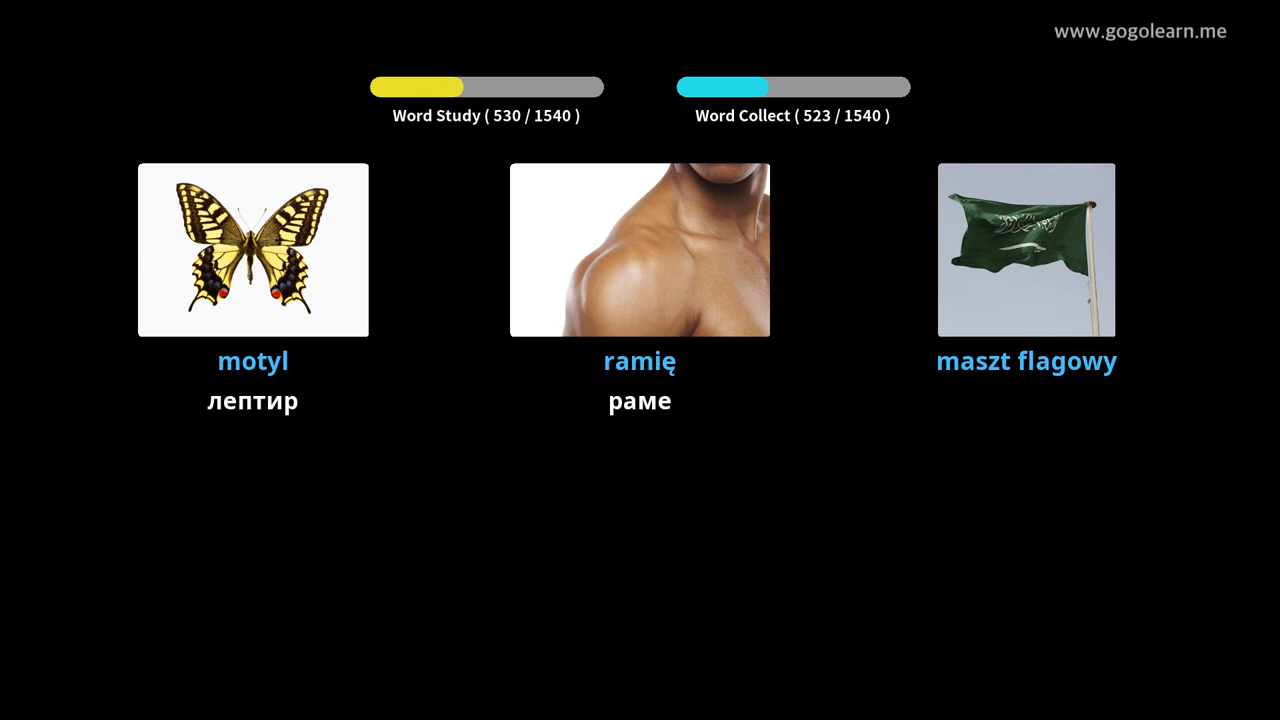 www.gogolearn.me
Word Study ( 530 / 1540 )
Word Collect ( 523 / 1540 )
motyl
ramię
maszt flagowy
лептир
раме